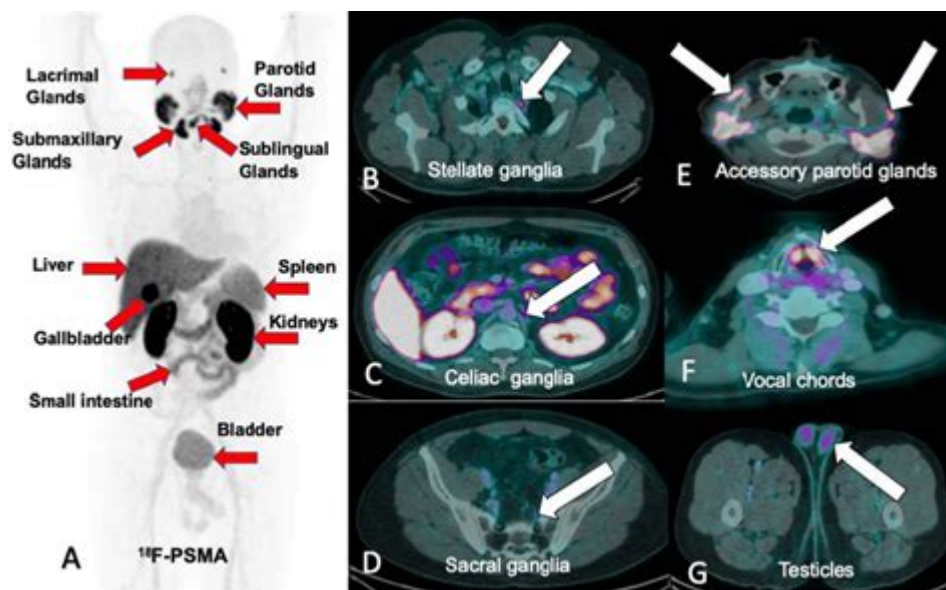 Lacrimal
Glands
Parotid
Glands
Submaxillary
Glands
Sublingual
Glands
Liver
Spleen
Gallbladder
Kidneys
Small intestine
Bladder
A
¹⁸F-PSMA
B
Stellate ganglia
C
Celiac ganglia
D
Sacral ganglia
E
Accessory parotid glands
F
Vocal chords
G
Testicles